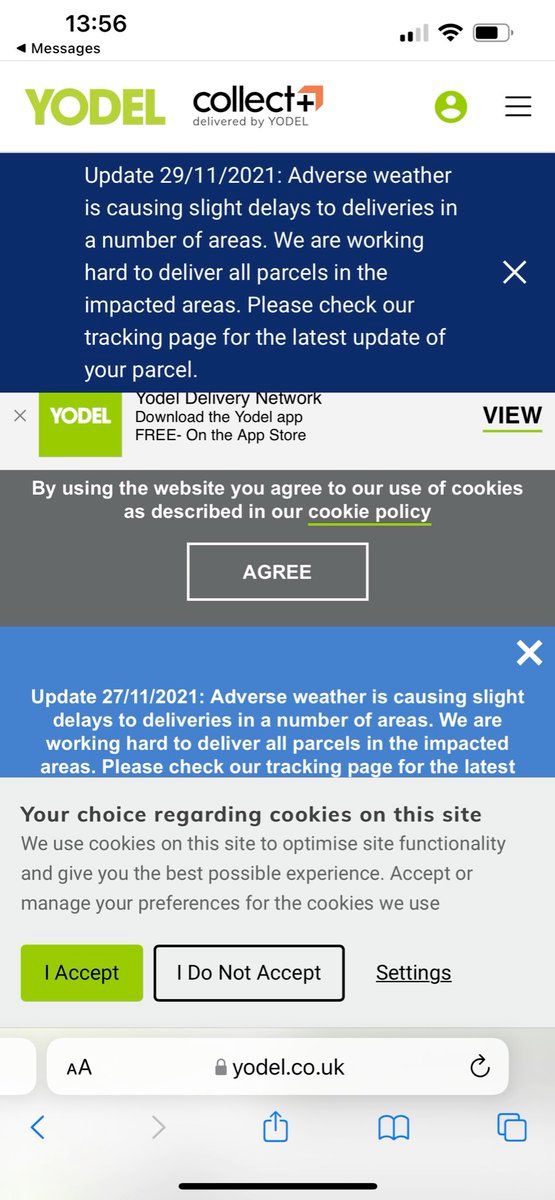 13:56
◀ Messages
YODEL
collect+
delivered by YODEL
Update 29/11/2021: Adverse weather
is causing slight delays to deliveries in
a number of areas. We are working
hard to deliver all parcels in the
impacted areas. Please check our
tracking page for the latest update of
your parcel.
YODEL
Yodel Delivery Network
Download the Yodel app
FREE- On the App Store
VIEW
By using the website you agree to our use of cookies
as described in our cookie policy
AGREE
Update 27/11/2021: Adverse weather is causing slight
delays to deliveries in a number of areas. We are
working hard to deliver all parcels in the impacted
areas. Please check our tracking page for the latest
Your choice regarding cookies on this site
We use cookies on this site to optimise site functionality
and give you the best possible experience. Accept or
manage your preferences for the cookies we use
I Accept
I Do Not Accept
Settings
AA
yodel.co.uk